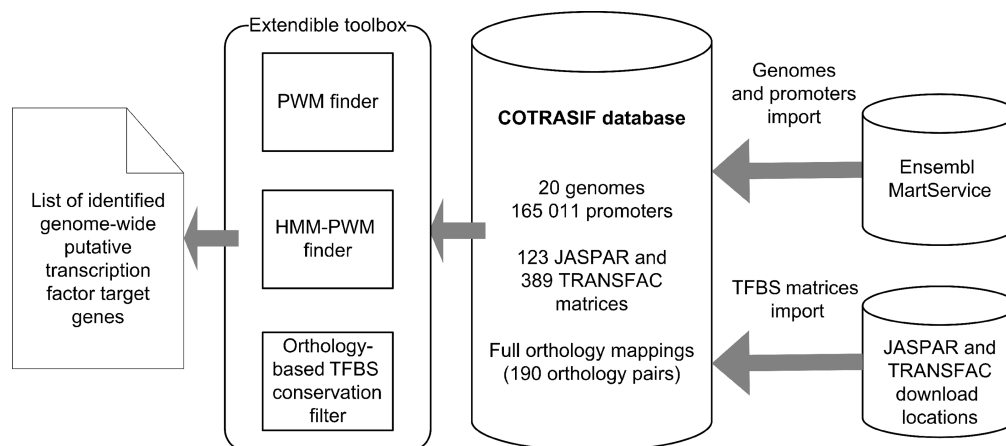 Extendible toolbox
PWM finder
HMM-PWM
finder
Orthology-
based TFBS
conservation
filter
List of identified
genome-wide
putative
transcription
factor target
genes
COTRASIF database
20 genomes
165 011 promoters
123 JASPAR and
389 TRANSFAC
matrices
Full orthology mappings
(190 orthology pairs)
Genomes
and promoters
import
Ensembl
MartService
TFBS matrices
import
JASPAR and
TRANSFAC
download
locations